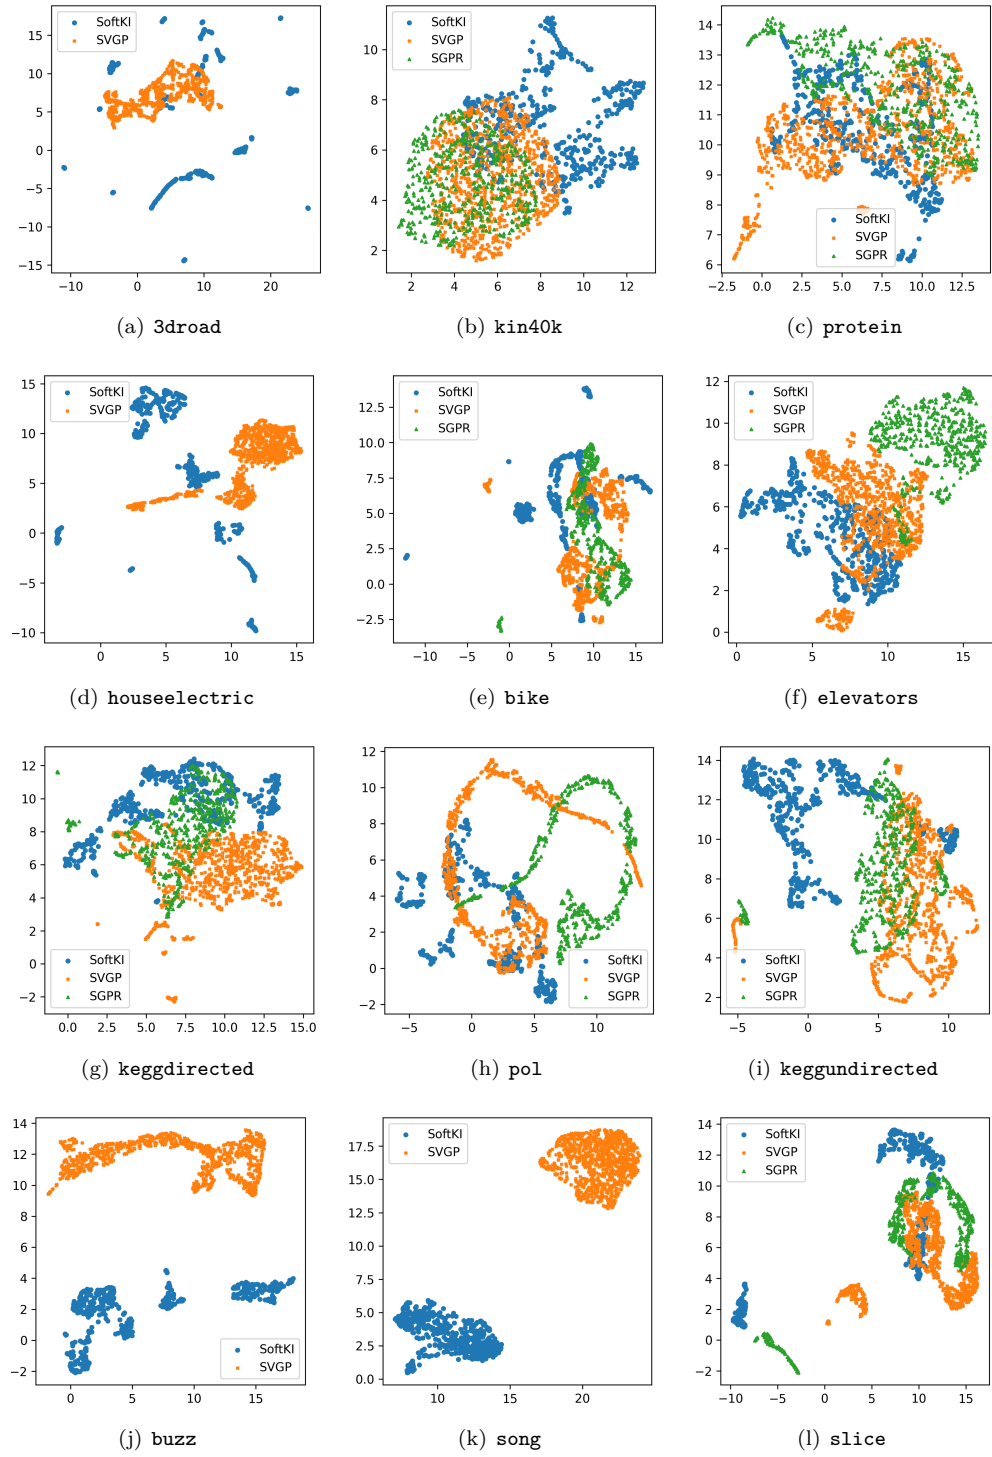 SoftKI
SVGP
15
10
5
0
−5
−10
−15
−10 0 10 20
(a) 3droad
SoftKI
SVGP
SGPR
10
8
6
4
2
2 4 6 8 10 12
(b) kin40k
14
13
12
11
10
9
8
7
6
SoftKI
SVGP
SGPR
−2.5 0.0 2.5 5.0 7.5 10.0 12.5
(c) protein
SoftKI
SVGP
15
10
5
0
−5
−10
0 5 10 15
(d) houseelectric
SoftKI
SVGP
SGPR
12.5
10.0
7.5
5.0
2.5
0.0
−2.5
−10 −5 0 5 10 15
(e) bike
SoftKI
SVGP
SGPR
12
10
8
6
4
2
0
0 5 10 15
(f) elevators
12
10
8
6
4
2
0
−2
SoftKI
SVGP
SGPR
0.0 2.5 5.0 7.5 10.0 12.5 15.0
(g) keggdirected
12
10
8
6
4
2
0
−2
SoftKI
SVGP
SGPR
−5 0 5 10
(h) pol
14
12
10
8
6
4
2
SoftKI
SVGP
SGPR
−5 0 5 10
(i) keggundirected
14
12
10
8
6
4
2
0
−2
SoftKI
SVGP
0 5 10 15
(j) buzz
SoftKI
SVGP
17.5
15.0
12.5
10.0
7.5
5.0
2.5
0.0
10 15 20
(k) song
SoftKI
SVGP
SGPR
14
12
10
8
6
4
2
0
−2
−10 −5 0 5 10 15
(l) slice